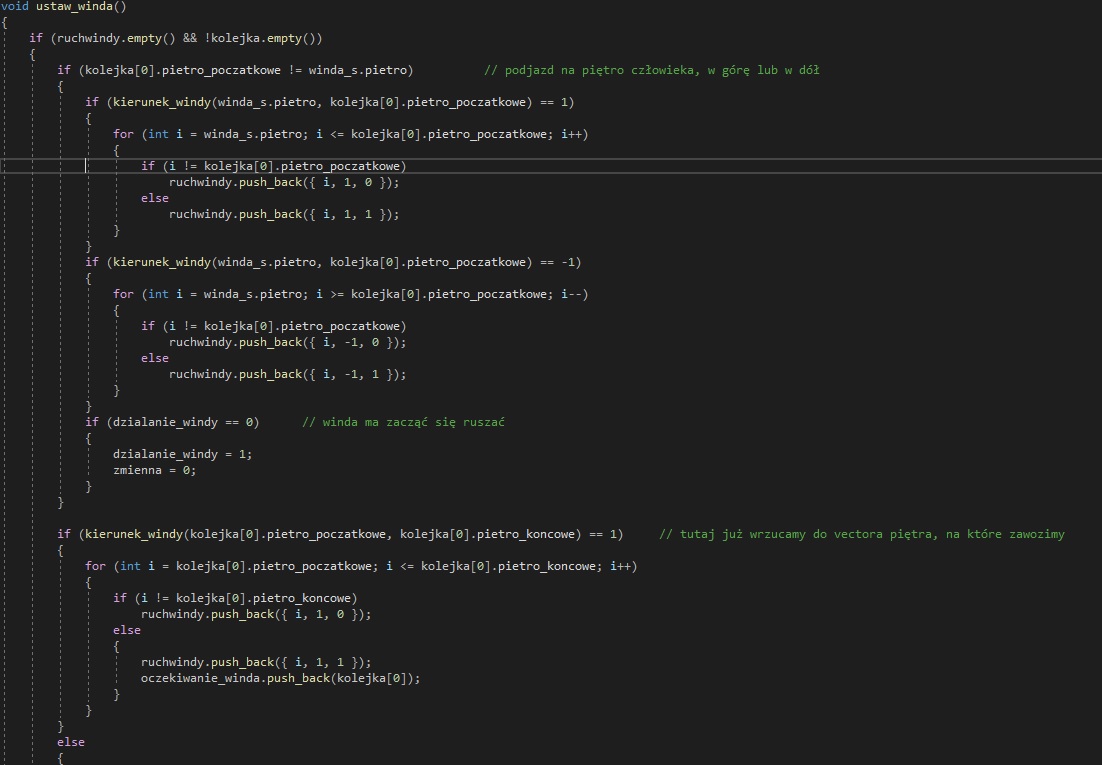 void ustaw_winda()
{
if (ruchwindy.empty() && !kolejka.empty())
{
if (kolejka[0].pietro_poczatkowe != winda_s.pietro) // podjazd na piętro człowieka, w górę lub w dół
{
if (kierunek_windy(winda_s.pietro, kolejka[0].pietro_poczatkowe) == 1)
{
for (int i = winda_s.pietro; i <= kolejka[0].pietro_poczatkowe; i++)
{
if (i != kolejka[0].pietro_poczatkowe)
ruchwindy.push_back({ i, 1, 0 });
else
ruchwindy.push_back({ i, 1, 1 });
}
}
if (kierunek_windy(winda_s.pietro, kolejka[0].pietro_poczatkowe) == -1)
{
for (int i = winda_s.pietro; i >= kolejka[0].pietro_poczatkowe; i--)
{
if (i != kolejka[0].pietro_poczatkowe)
ruchwindy.push_back({ i, -1, 0 });
else
ruchwindy.push_back({ i, -1, 1 });
}
}
if (dzialanie_windy == 0) // winda ma zacząć się ruszać
{
dzialanie_windy = 1;
zmienna = 0;
}
}
if (kierunek_windy(kolejka[0].pietro_poczatkowe, kolejka[0].pietro_koncowe) == 1) // tutaj już wrzucamy do vectora piętra, na które zawozimy
{
for (int i = kolejka[0].pietro_poczatkowe; i <= kolejka[0].pietro_koncowe; i++)
{
if (i != kolejka[0].pietro_koncowe)
ruchwindy.push_back({ i, 1, 0 });
else
{
ruchwindy.push_back({ i, 1, 1 });
oczekiwanie_winda.push_back(kolejka[0]);
}
}
}
else
{